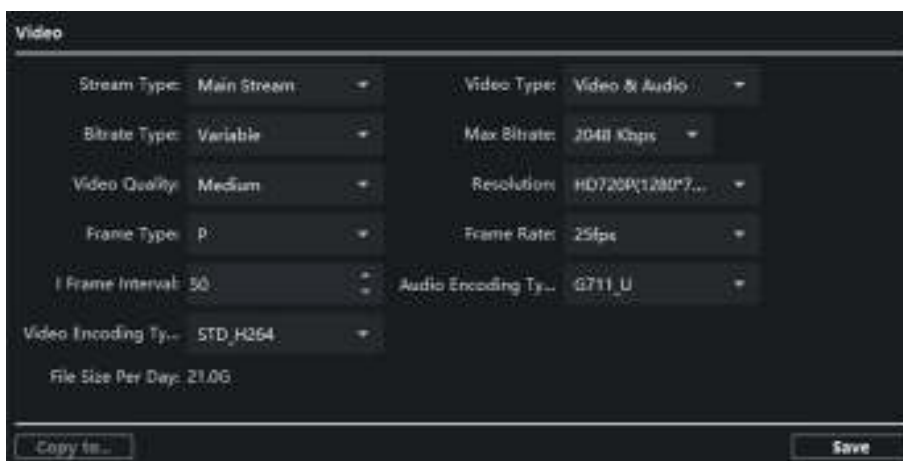 Video
Stream Type: Main Stream Video Type: Video & Audio
Bitrate Type: Variable Max Bitrate: 2048 Kbps
Video Quality: Medium Resolution: HD720P(1280*7...
Frame Type: P Frame Rate: 25fps
I Frame Interval: 50 Audio Encoding Ty... G711_U
Video Encoding Ty... STD_H264
File Size Per Day: 21.0G
Copy to... Save